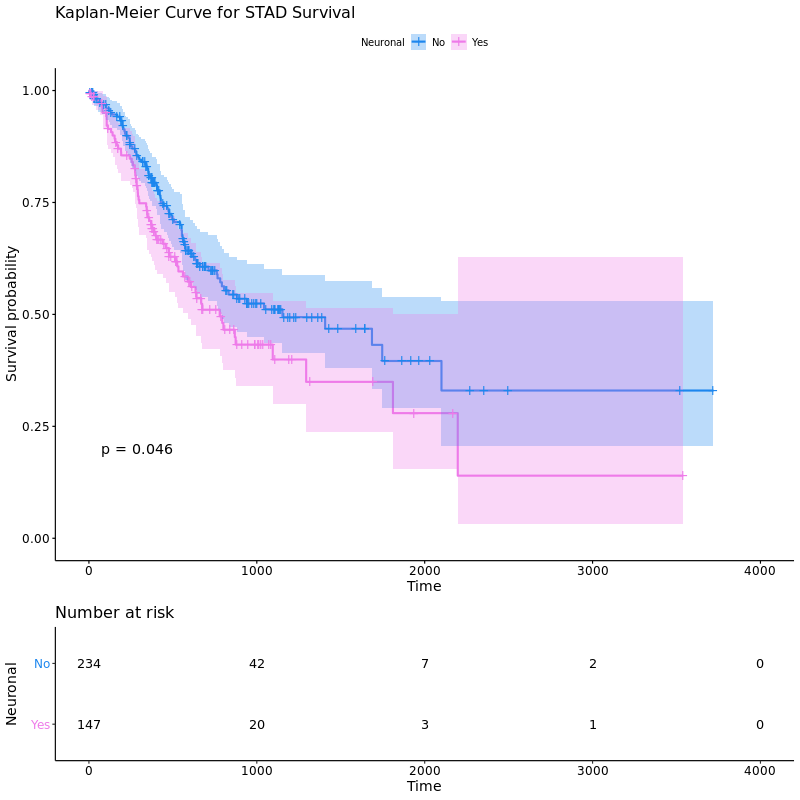 Kaplan-Meier Curve for STAD Survival
Neuronal No Yes
Survival probability
1.00
0.75
0.50
0.25
0.00
p = 0.046
0 1000 2000 3000 4000
Time
Number at risk
Neuronal
No 234 42 7 2 0
Yes 147 20 3 1 0
0 1000 2000 3000 4000
Time